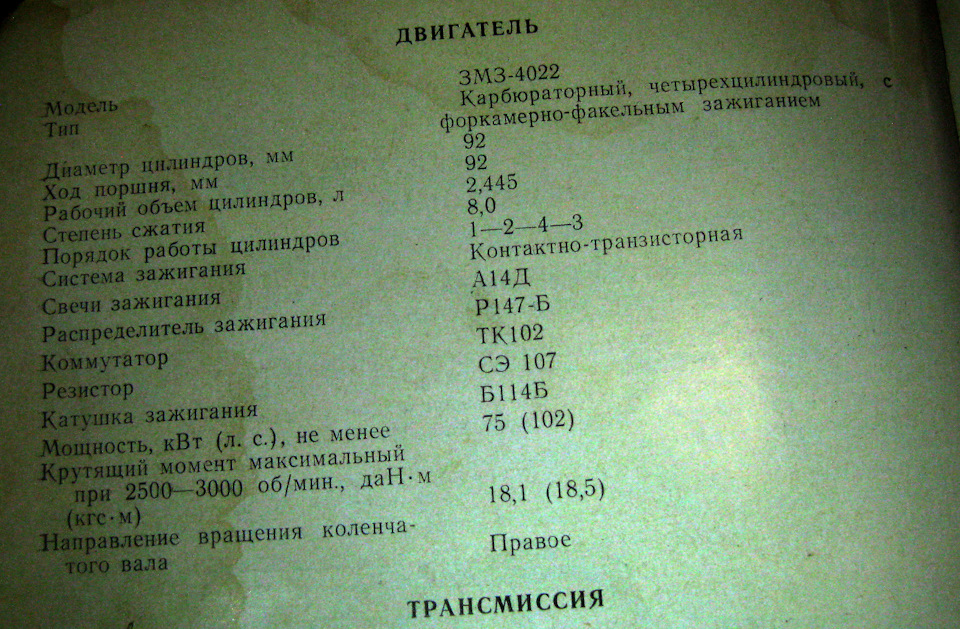 ДВИГАТЕЛЬ
Модель ЗМЗ-4022
Тип Карбюраторный, четырехцилиндровый, с
форкамерно-факельным зажиганием
Диаметр цилиндров, мм 92
Ход поршня, мм 92
Рабочий объем цилиндров, л 2,445
Степень сжатия 8,0
Порядок работы цилиндров 1—2—4—3
Система зажигания Контактно-транзисторная
Свечи зажигания А14Д
Распределитель зажигания Р147-Б
Коммутатор ТК102
Резистор СЭ 107
Катушка зажигания Б114Б
Мощность, кВт (л. с.), не менее 75 (102)
Крутящий момент максимальный
при 2500—3000 об/мин., даН·м
(кгс·м) 18,1 (18,5)
Направление вращения коленча-
того вала Правое
ТРАНСМИССИЯ